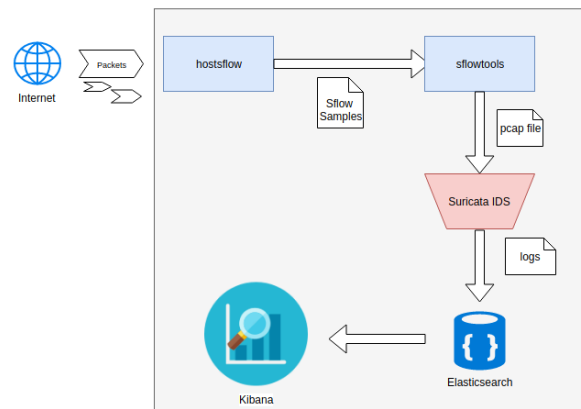 Internet
Packets
hostsflow
Sflow
Samples
sflowtools
pcap file
Suricata IDS
logs
{ }
Elasticsearch
Kibana